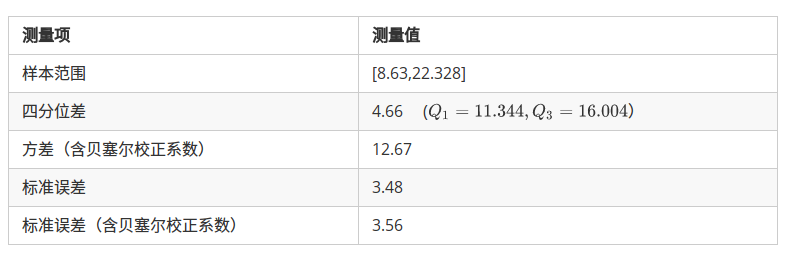 测量项 测量值
样本范围 [8.63,22.328]
四分位差 4.66 (Q₁ = 11.344, Q₃ = 16.004)
方差（含贝塞尔校正系数） 12.67
标准误差 3.48
标准误差（含贝塞尔校正系数） 3.56